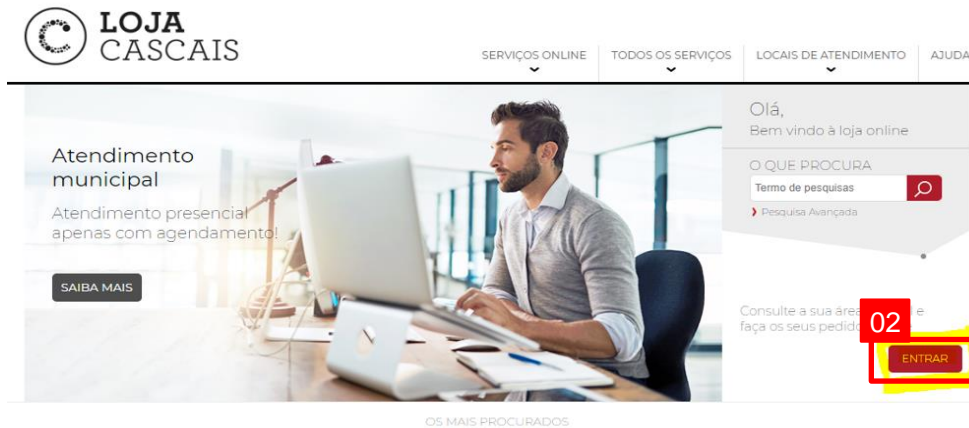 LOJA
CASCAIS
SERVIÇOS ONLINE
TODOS OS SERVIÇOS
LOCAIS DE ATENDIMENTO
AJUDA
Atendimento
municipal
Atendimento presencial
apenas com agendamento!
SAIBA MAIS
Olá,
Bem vindo à loja online
O QUE PROCURA
Termo de pesquisas
Pesquisa Avançada
Consulte a sua área e
faça os seus pedido
02
ENTRAR
OS MAIS PROCURADOS